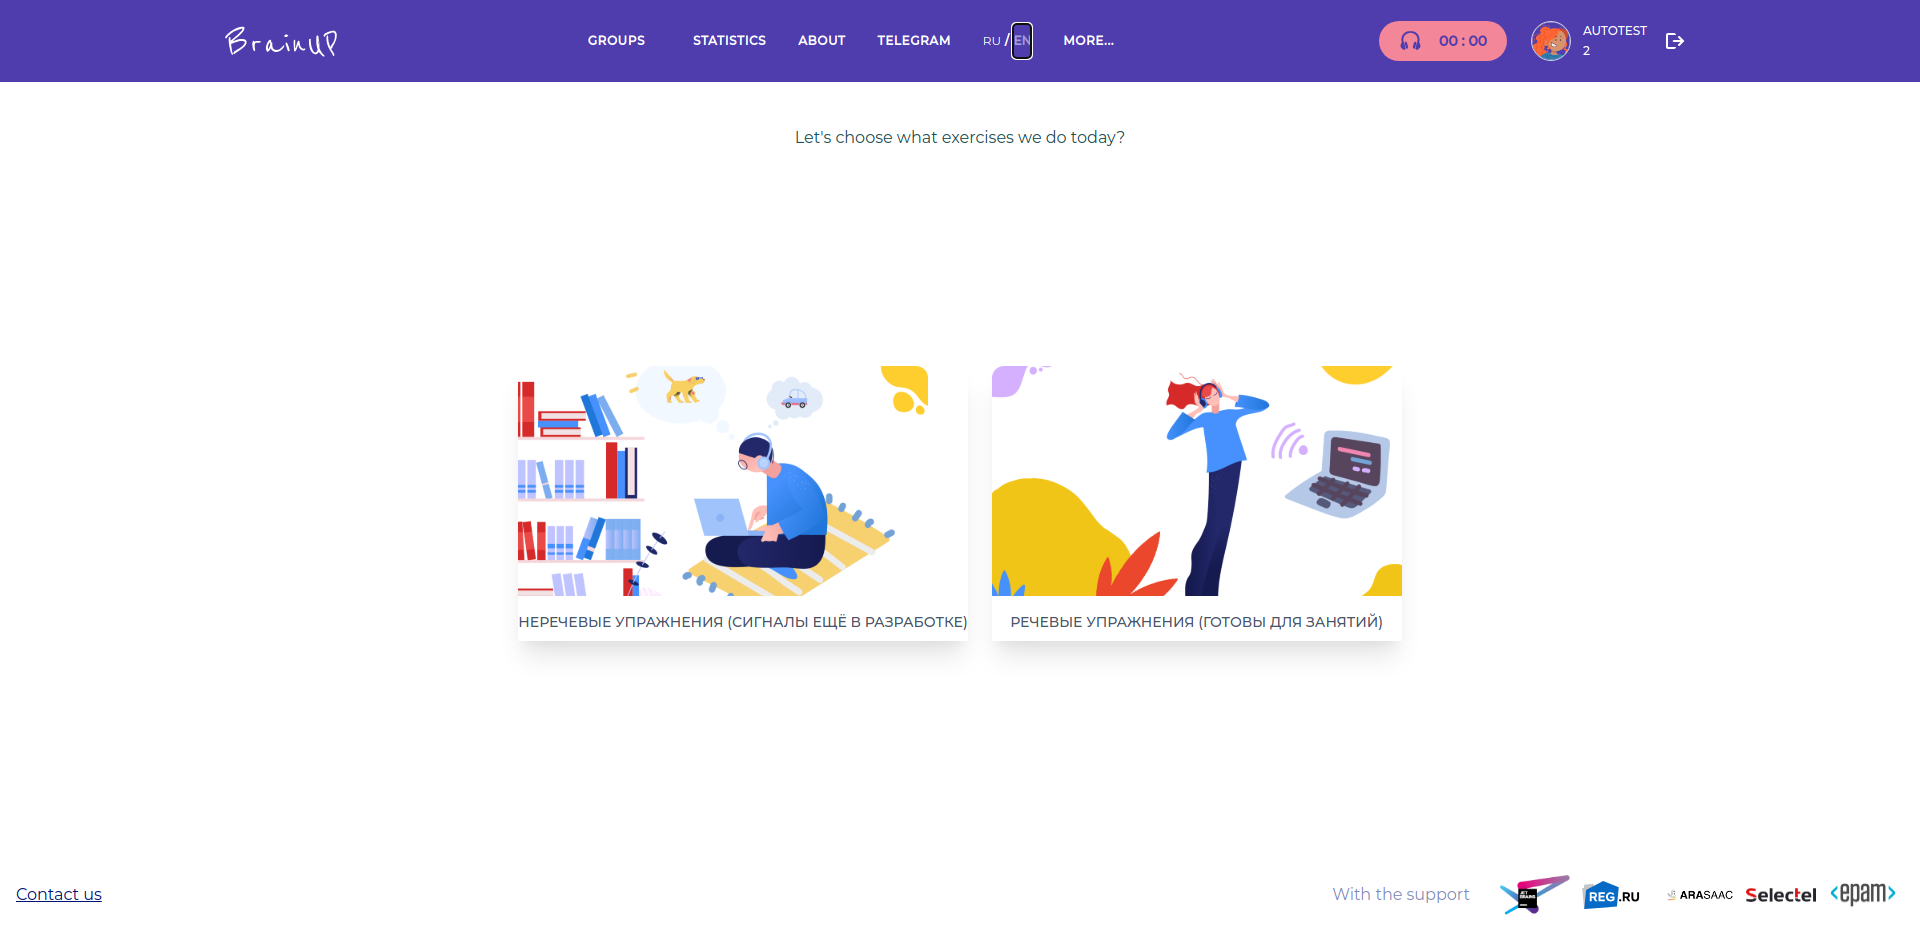 BrainUP
GROUPS STATISTICS ABOUT TELEGRAM RU / EN MORE... 00 : 00 AUTOTEST
2
Let's choose what exercises we do today?
НЕРЕЧЕВЫЕ УПРАЖНЕНИЯ (СИГНАЛЫ ЕЩЁ В РАЗРАБОТКЕ) РЕЧЕВЫЕ УПРАЖНЕНИЯ (ГОТОВЫ ДЛЯ ЗАНЯТИЙ)
Contact us With the support JET BRAINS REG.RU ARASAAC Selectel <epam>